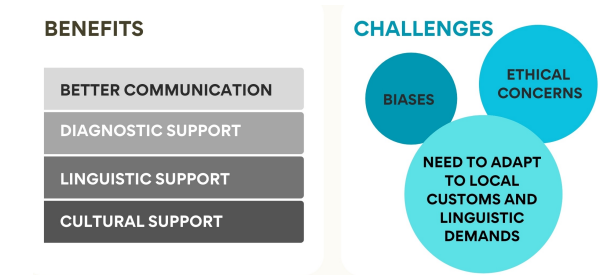 BENEFITS
BETTER COMMUNICATION
DIAGNOSTIC SUPPORT
LINGUISTIC SUPPORT
CULTURAL SUPPORT
CHALLENGES
BIASES
ETHICAL
CONCERNS
NEED TO ADAPT
TO LOCAL
CUSTOMS AND
LINGUISTIC
DEMANDS